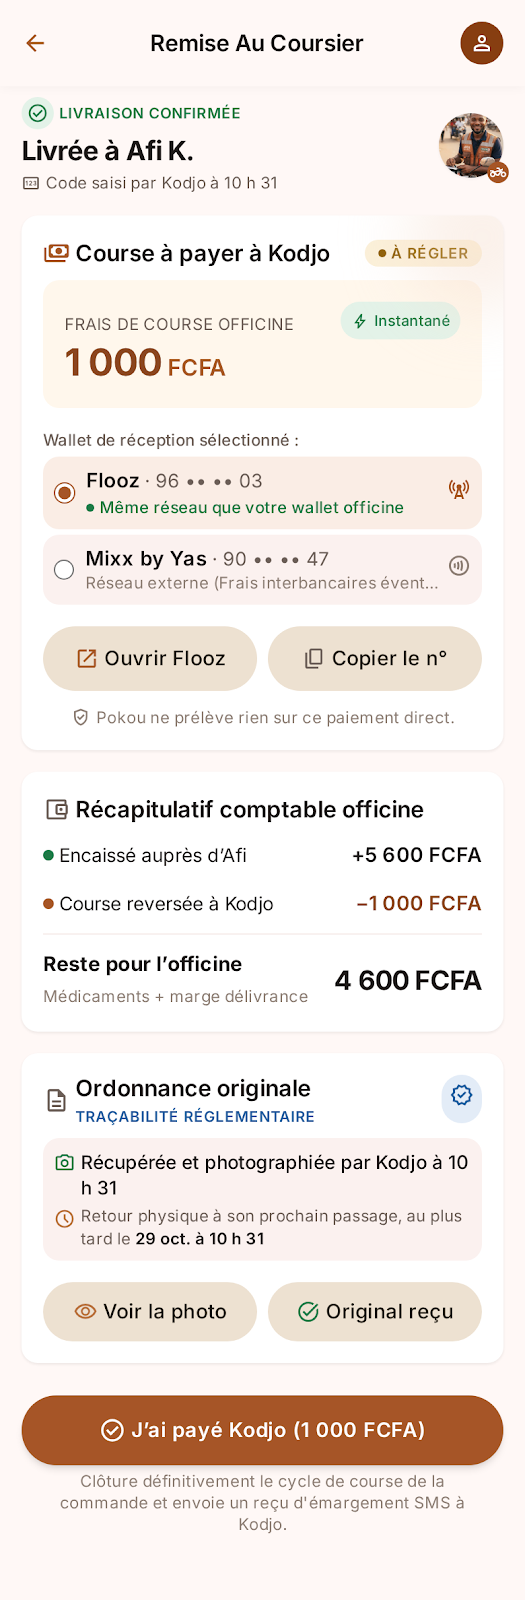 Remise Au Coursier
LIVRAISON CONFIRMÉE
Livrée à Afi K.
Code saisi par Kodjo à 10 h 31
Course à payer à Kodjo
À RÉGLER
FRAIS DE COURSE OFFICINE
Instantané
1 000 FCFA
Wallet de réception sélectionné :
Flooz · 96 •• •• 03
Même réseau que votre wallet officine
Mixx by Yas · 90 •• •• 47
Réseau externe (Frais interbancaires évent...
Ouvrir Flooz
Copier le n°
Pokou ne prélève rien sur ce paiement direct.
Récapitulatif comptable officine
Encaissé auprès d’Afi
+5 600 FCFA
Course reversée à Kodjo
−1 000 FCFA
Reste pour l’officine
Médicaments + marge délivrance
4 600 FCFA
Ordonnance originale
TRAÇABILITÉ RÉGLEMENTAIRE
Récupérée et photographiée par Kodjo à 10
h 31
Retour physique à son prochain passage, au plus
tard le 29 oct. à 10 h 31
Voir la photo
Original reçu
J’ai payé Kodjo (1 000 FCFA)
Clôture définitivement le cycle de course de la
commande et envoie un reçu d'émargement SMS à
Kodjo.